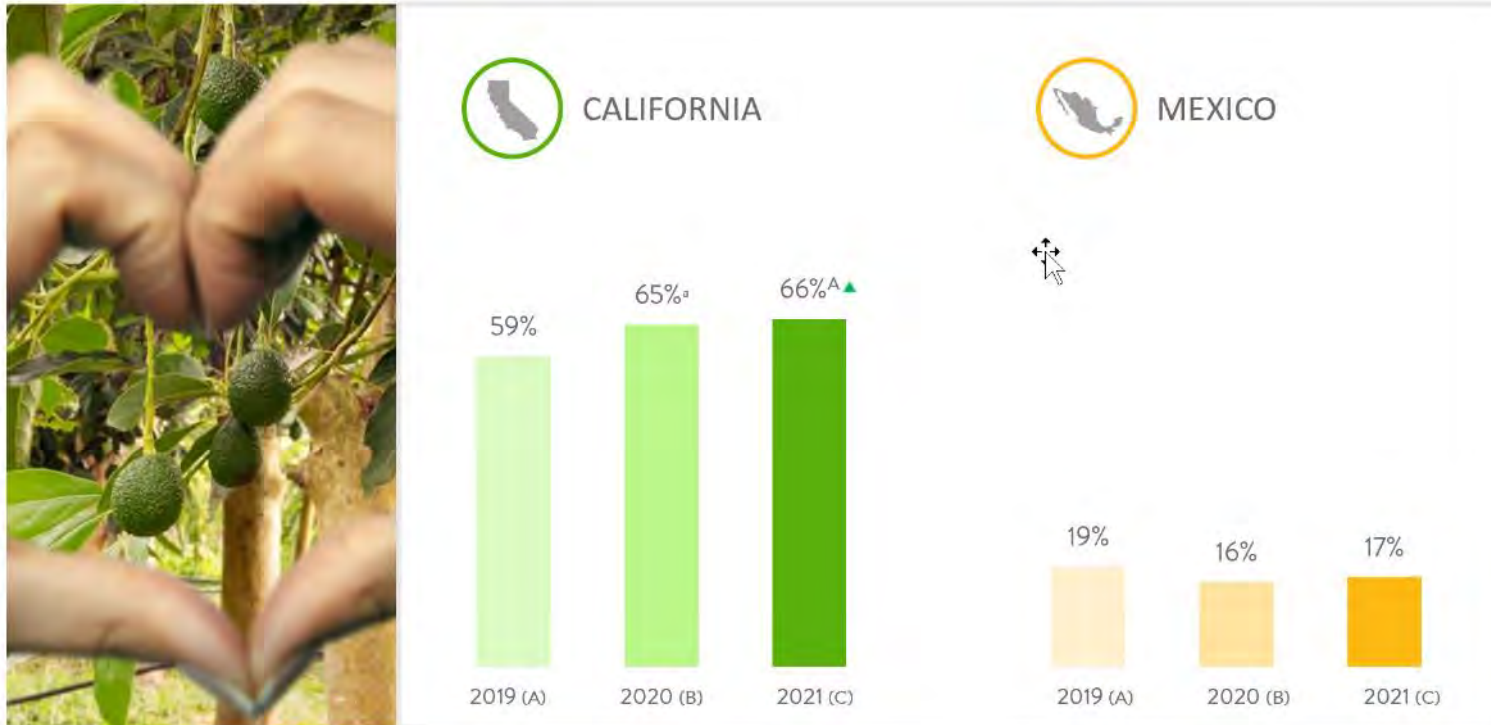 CALIFORNIA
59%
65%ᵃ
66%ᴬ▲
2019 (A)
2020 (B)
2021 (C)
MEXICO
19%
16%
17%
2019 (A)
2020 (B)
2021 (C)